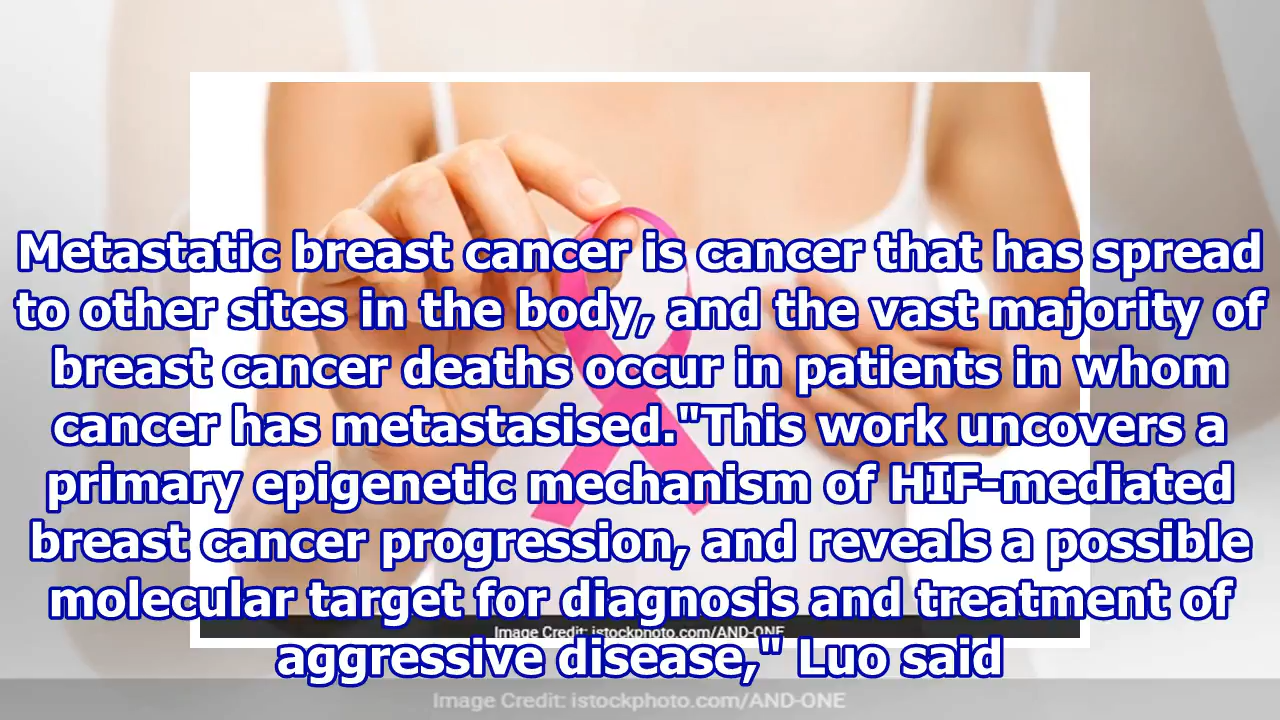 Metastatic breast cancer is cancer that has spread
to other sites in the body, and the vast majority of
breast cancer deaths occur in patients in whom
cancer has metastasised."This work uncovers a
primary epigenetic mechanism of HIF-mediated
breast cancer progression, and reveals a possible
molecular target for diagnosis and treatment of
Image Credit: istockphoto.com/AND-ONE
aggressive disease," Luo said
Image Credit: istockphoto.com/AND-ONE